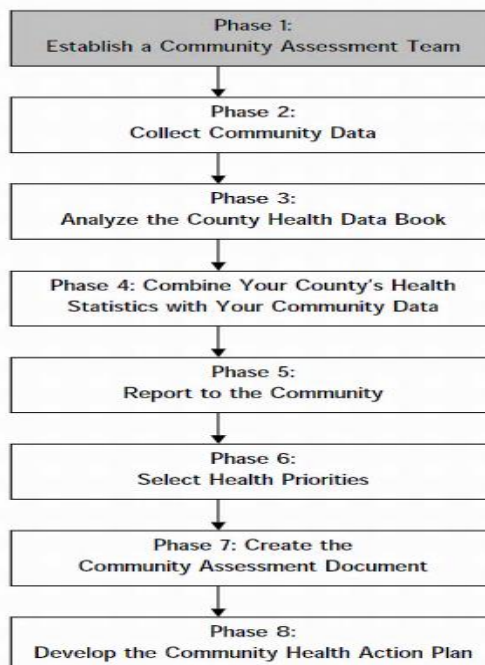 Phase 1:
Establish a Community Assessment Team
Phase 2:
Collect Community Data
Phase 3:
Analyze the County Health Data Book
Phase 4: Combine Your County's Health
Statistics with Your Community Data
Phase 5:
Report to the Community
Phase 6:
Select Health Priorities
Phase 7: Create the
Community Assessment Document
Phase 8:
Develop the Community Health Action Plan